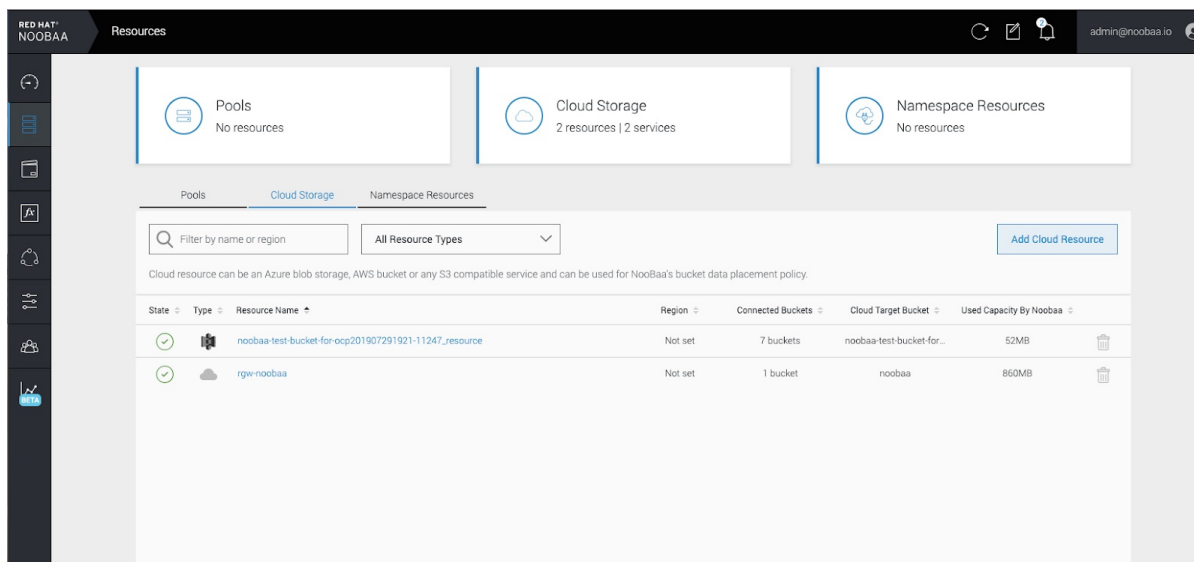 RED HAT®
NOOBAA
Resources
2
admin@noobaa.io
Pools
No resources
Cloud Storage
2 resources | 2 services
Namespace Resources
No resources
Pools Cloud Storage Namespace Resources
Filter by name or region All Resource Types Add Cloud Resource
Cloud resource can be an Azure blob storage, AWS bucket or any S3 compatible service and can be used for NooBaa's bucket data placement policy.
State Type Resource Name Region Connected Buckets Cloud Target Bucket Used Capacity By Noobaa
noobaa-test-bucket-for-ocp201907291921-11247_resource Not set 7 buckets noobaa-test-bucket-for... 52MB
rgw-noobaa Not set 1 bucket noobaa 860MB
fx
BETA